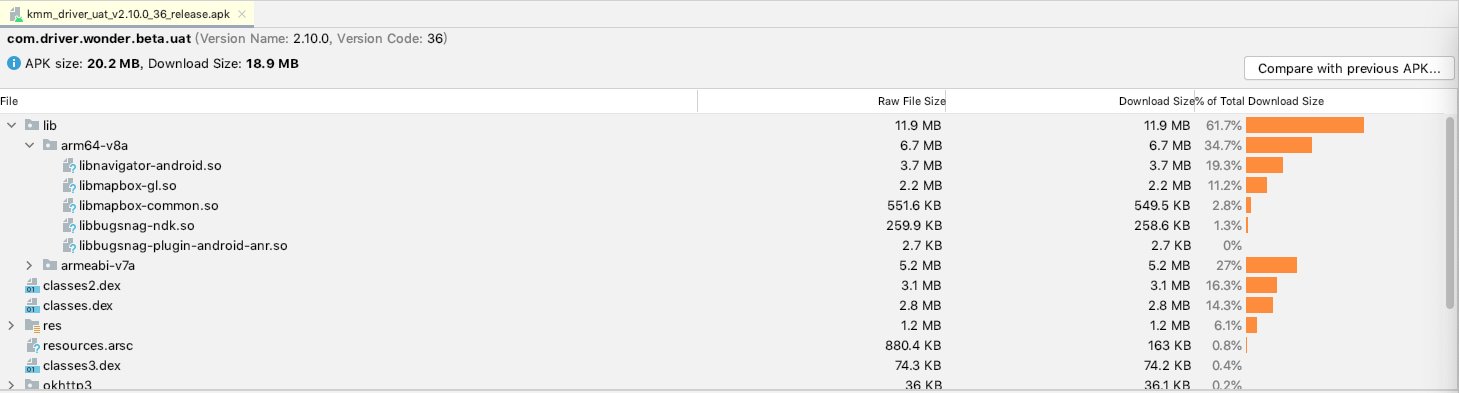 kmm_driver_uat_v2.10.0_36_release.apk
com.driver.wonder.beta.uat (Version Name: 2.10.0, Version Code: 36)
APK size: 20.2 MB, Download Size: 18.9 MB
Compare with previous APK...
File Raw File Size Download Size % of Total Download Size
lib 11.9 MB 11.9 MB 61.7%
arm64-v8a 6.7 MB 6.7 MB 34.7%
libnavigator-android.so 3.7 MB 3.7 MB 19.3%
libmapbox-gl.so 2.2 MB 2.2 MB 11.2%
libmapbox-common.so 551.6 KB 549.5 KB 2.8%
libbugsnag-ndk.so 259.9 KB 258.6 KB 1.3%
libbugsnag-plugin-android-anr.so 2.7 KB 2.7 KB 0%
armeabi-v7a 5.2 MB 5.2 MB 27%
classes2.dex 3.1 MB 3.1 MB 16.3%
classes.dex 2.8 MB 2.8 MB 14.3%
res 1.2 MB 1.2 MB 6.1%
resources.arsc 880.4 KB 163 KB 0.8%
classes3.dex 74.3 KB 74.2 KB 0.4%
okhttp3 36 KB 36.1 KB 0.2%